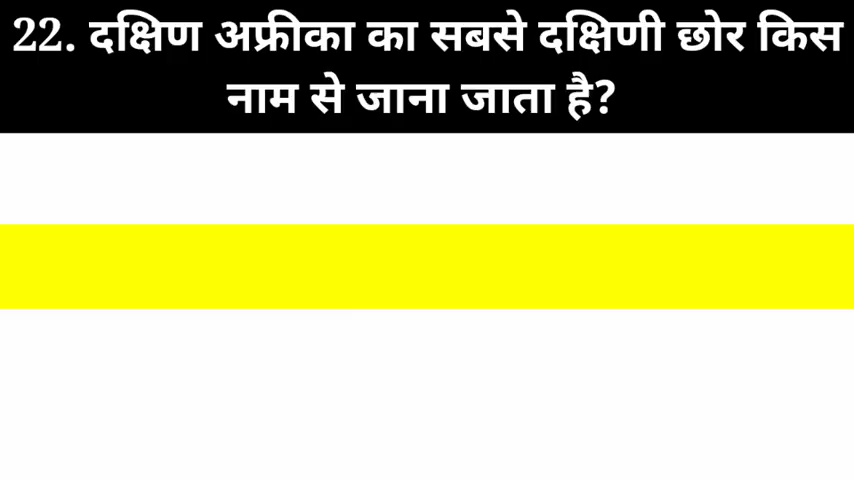 22. दक्षिण अफ्रीका का सबसे दक्षिणी छोर किस
नाम से जाना जाता है?